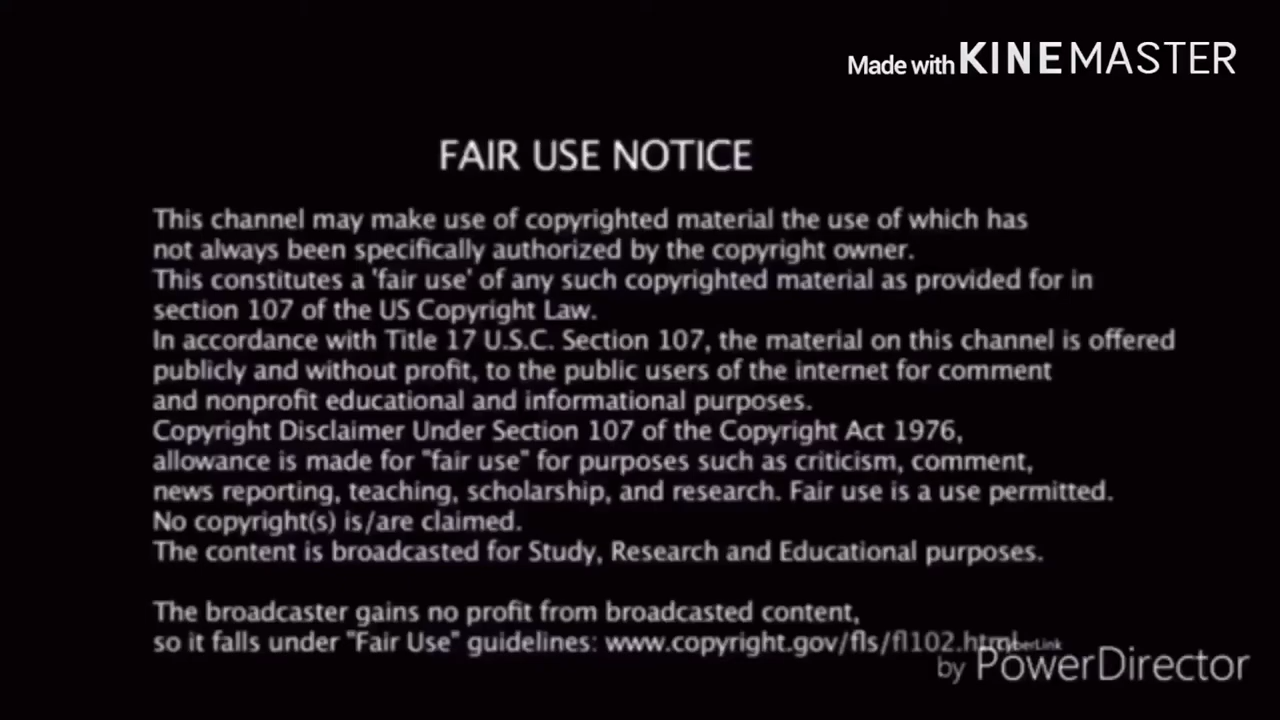 Made with KINEMASTER
FAIR USE NOTICE
This channel may make use of copyrighted material the use of which has
not always been specifically authorized by the copyright owner.
This constitutes a 'fair use' of any such copyrighted material as provided for in
section 107 of the US Copyright Law.
In accordance with Title 17 U.S.C. Section 107, the material on this channel is offered
publicly and without profit, to the public users of the internet for comment
and nonprofit educational and informational purposes.
Copyright Disclaimer Under Section 107 of the Copyright Act 1976,
allowance is made for "fair use" for purposes such as criticism, comment,
news reporting, teaching, scholarship, and research. Fair use is a use permitted.
No copyright(s) is/are claimed.
The content is broadcasted for Study, Research and Educational purposes.
The broadcaster gains no profit from broadcasted content,
so it falls under "Fair Use" guidelines: www.copyright.gov/fls/fl102.html
by PowerDirector